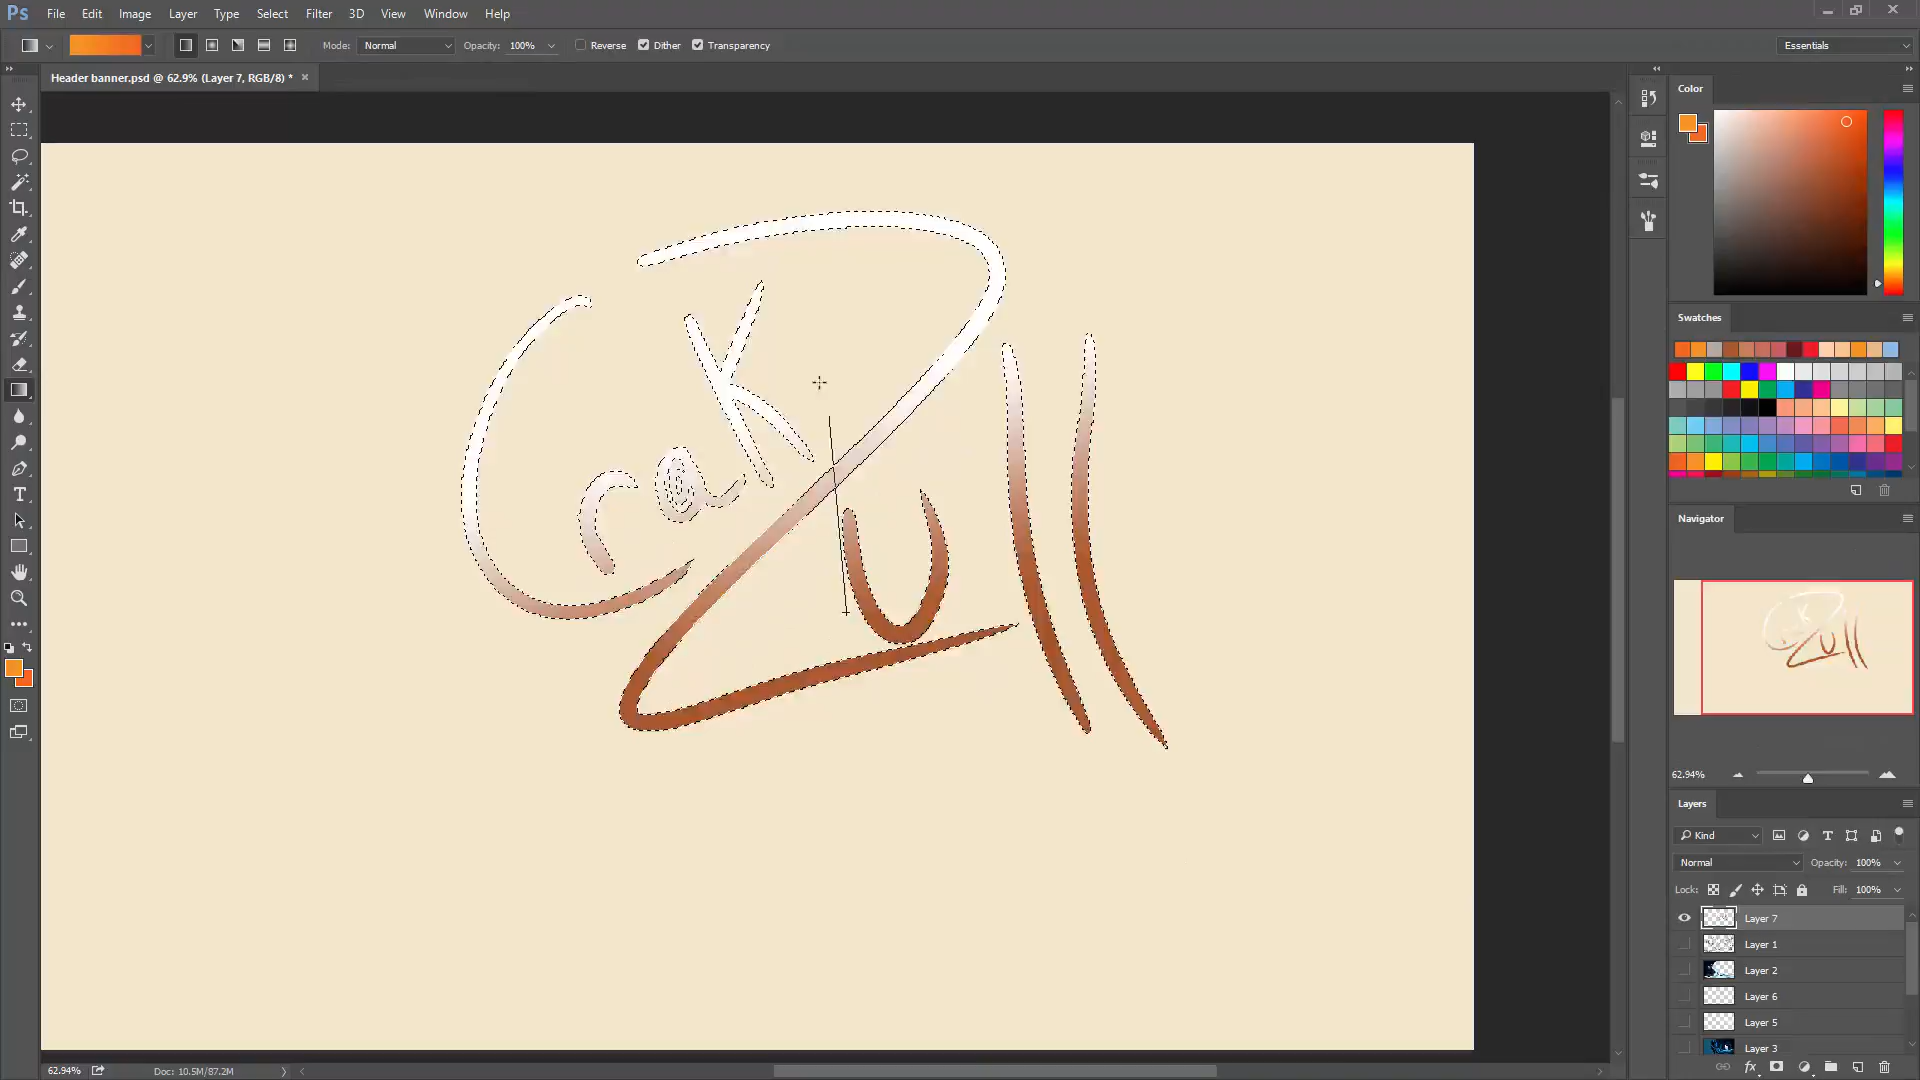 Ps File Edit Image Layer Type Select Filter 3D View Window Help
Mode: Normal Opacity: 100% Reverse Dither Transparency Essentials
Header banner.psd @ 62.9% (Layer 7, RGB/8) *
Color
Swatches
Navigator
62.94%
Layers
Kind
Normal Opacity: 100%
Lock: Fill: 100%
Layer 7
Layer 1
Layer 2
Layer 6
Layer 5
Layer 3
fx
T
62.94% Doc: 10.5M/87.2M